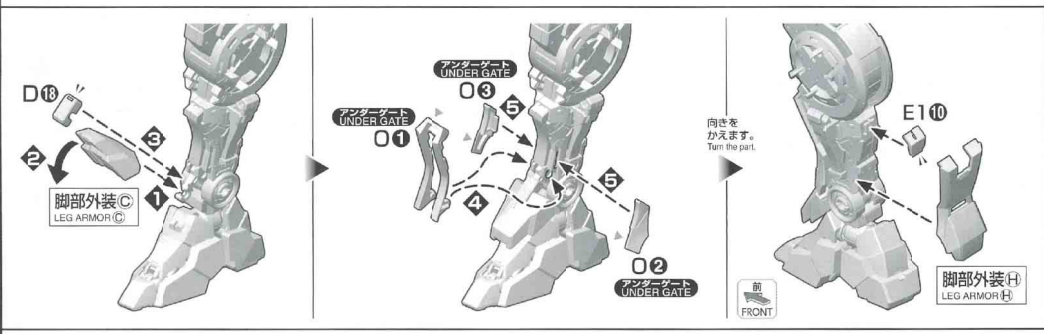 D⑱
❸
❷
❶
脚部外装Ⓒ
LEG ARMOR Ⓒ
アンダーゲート
UNDER GATE
O❸
❺
アンダーゲート
UNDER GATE
O❶
❹
❺
O❷
アンダーゲート
UNDER GATE
向きを
かえます。
Turn the part.
E1❿
前
FRONT
脚部外装Ⓗ
LEG ARMOR Ⓗ